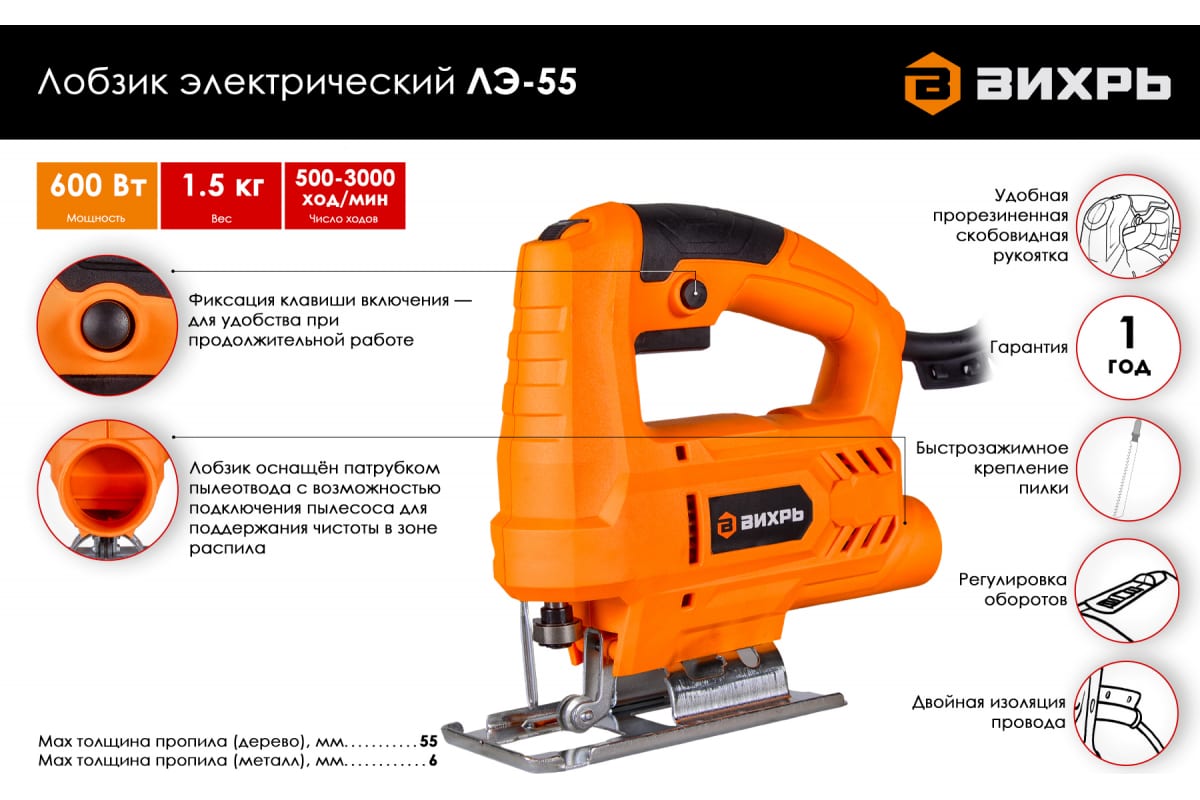 Лобзик электрический ЛЭ-55
ВИХРЬ
600 Вт
Мощность
1.5 кг
Вес
500-3000
ход/мин
Число ходов
Фиксация клавиши включения —
для удобства при
продолжительной работе
Лобзик оснащён патрубком
пылеотвода с возможностью
подключения пылесоса для
поддержания чистоты в зоне
распила
ВИХРЬ
Удобная
прорезиненная
скобовидная
рукоятка
Гарантия
1
год
Быстрозажимное
крепление
пилки
Регулировка
оборотов
Двойная изоляция
провода
Max толщина пропила (дерево), мм...........55
Max толщина пропила (металл), мм...........6